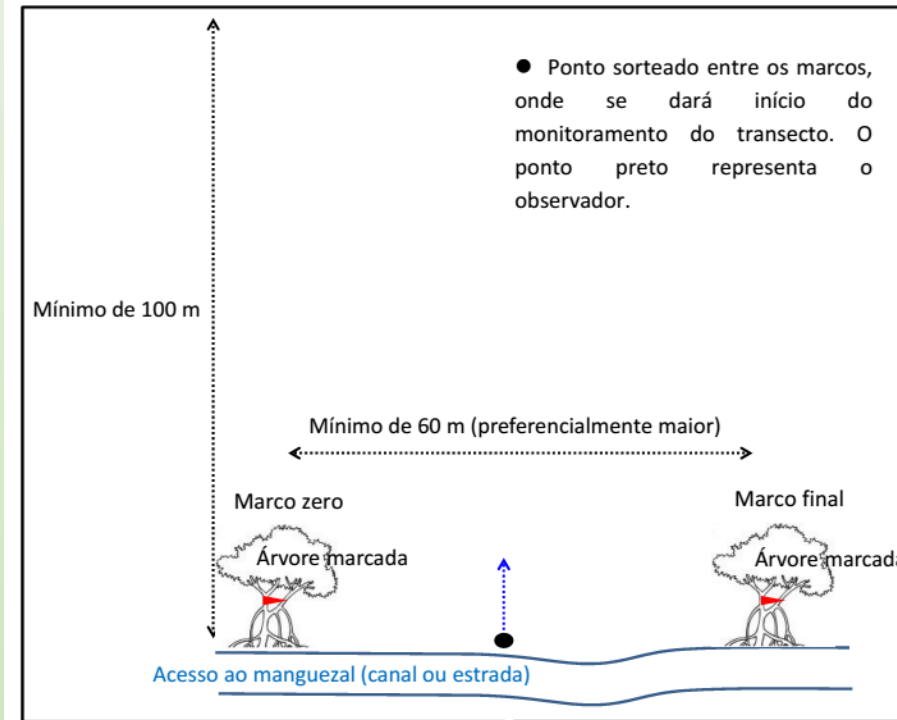 ● Ponto sorteado entre os marcos,
onde se dará início do
monitoramento do transecto. O
ponto preto representa o
observador.
Mínimo de 100 m
Mínimo de 60 m (preferencialmente maior)
Marco zero
Marco final
Árvore marcada
Árvore marcada
Acesso ao manguezal (canal ou estrada)